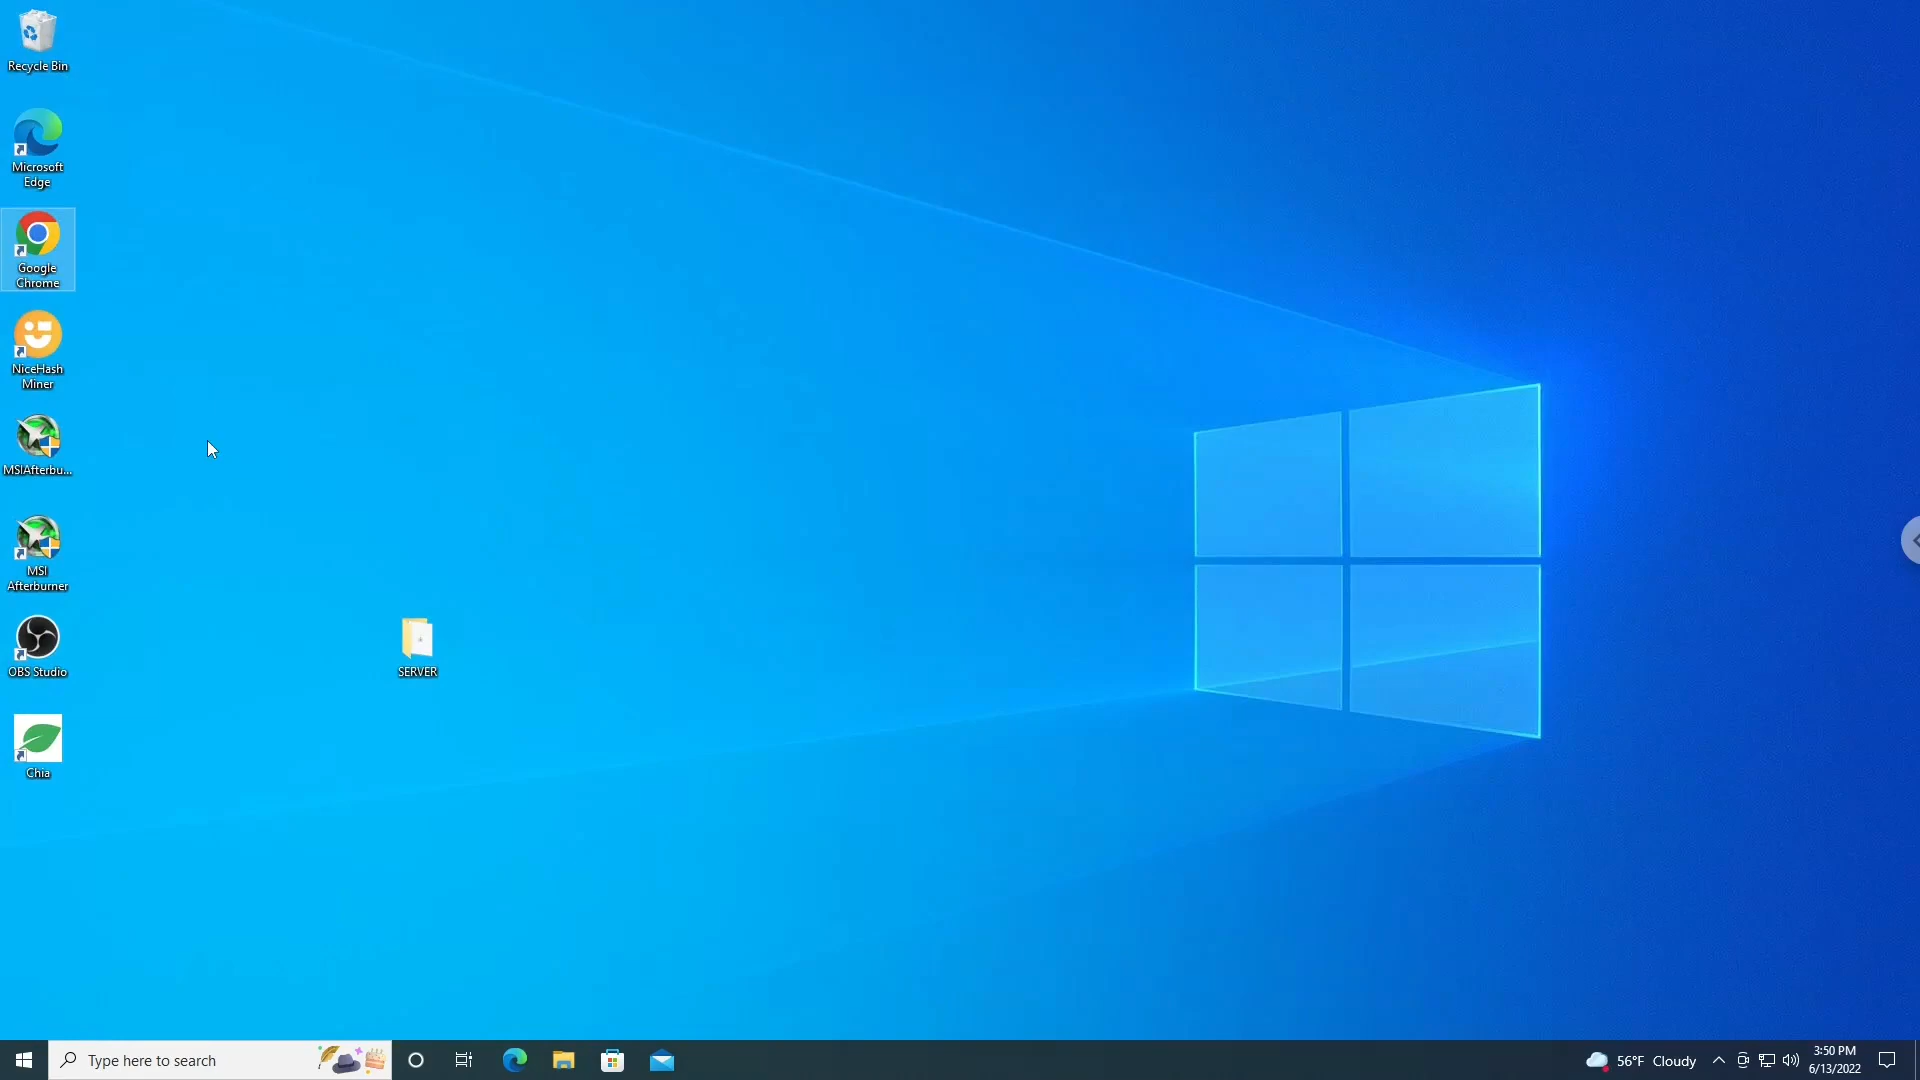 Recycle Bin
Microsoft
Edge
Google
Chrome
NiceHash
Miner
MSIAfterbu...
MSI
Afterburner
OBS Studio
SERVER
Chia
Type here to search
56°F Cloudy
3:50 PM
6/13/2022